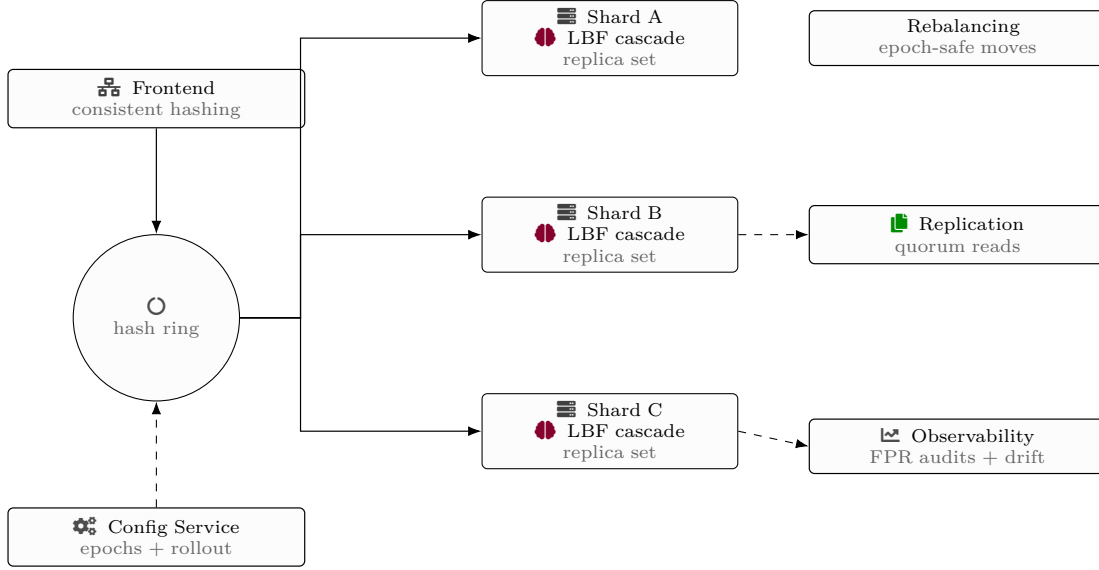 Frontend
consistent hashing
hash ring
Config Service
epochs + rollout
Shard A
LBF cascade
replica set
Shard B
LBF cascade
replica set
Shard C
LBF cascade
replica set
Rebalancing
epoch-safe moves
Replication
quorum reads
Observability
FPR audits + drift